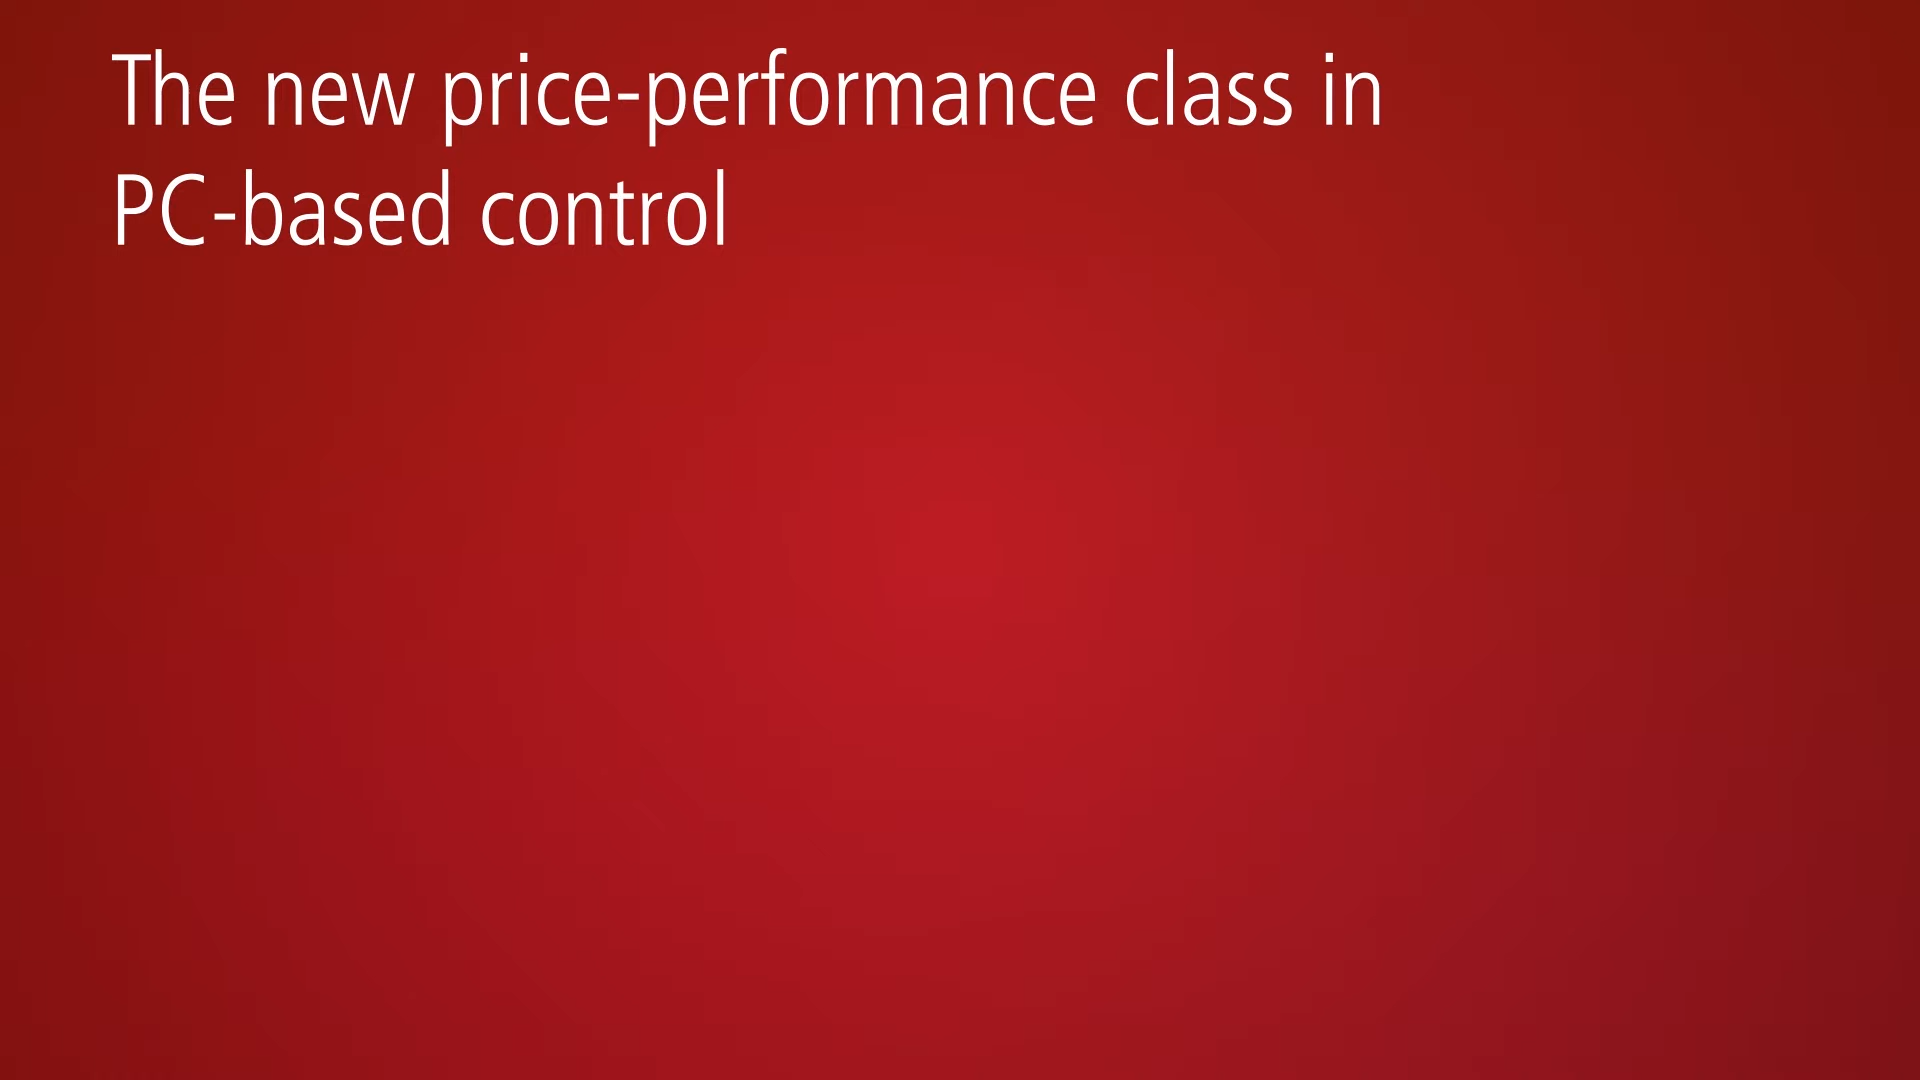 The new price-performance class in
PC-based control